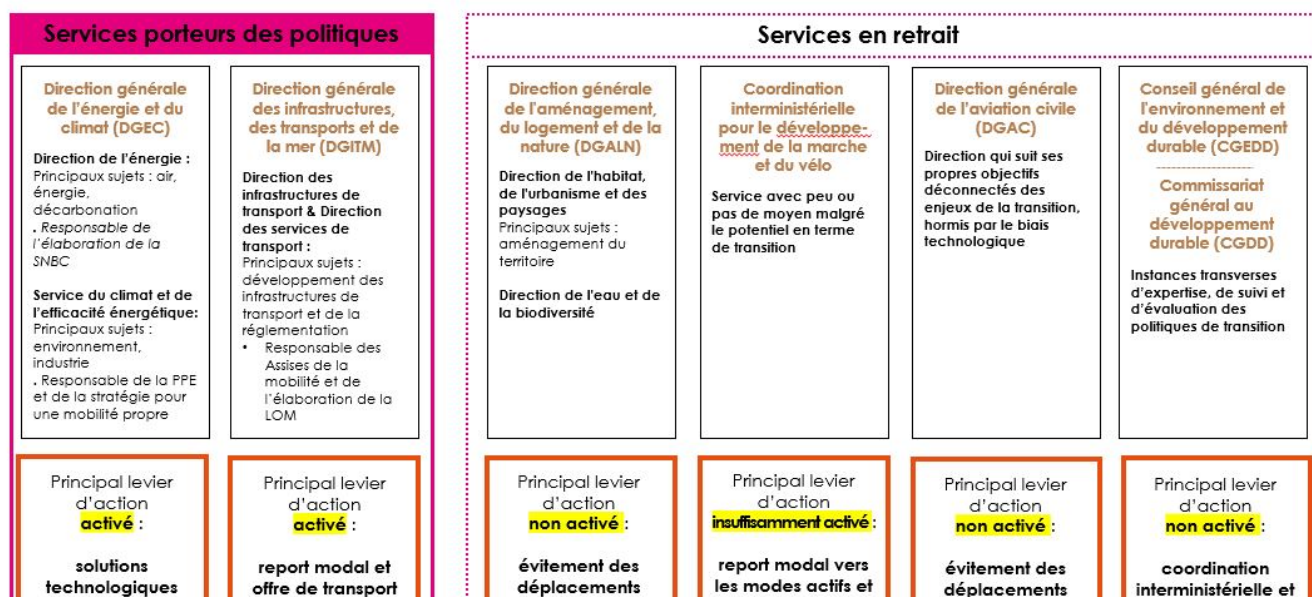 Services porteurs des politiques
Direction générale
de l'énergie et du
climat (DGEC)
Direction de l'énergie :
Principaux sujets : air,
énergie,
décarbonation
. Responsable de
l'élaboration de la
SNBC
Service du climat et de
l'efficacité énergétique:
Principaux sujets :
environnement,
industrie
. Responsable de la PPE
et de la stratégie pour
une mobilité propre
Direction générale
des infrastructures,
des transports et de
la mer (DGITM)
Direction des
infrastructures de
transport & Direction
des services de
transport :
Principaux sujets :
développement des
infrastructures de
transport et de la
réglementation
• Responsable des
Assises de la
mobilité et de
l'élaboration de la
LOM
Principal levier
d'action
activé :
solutions
technologiques
Principal levier
d'action
activé :
report modal et
offre de transport
Services en retrait
Direction générale
de l'aménagement,
du logement et de la
nature (DGALN)
Direction de l'habitat,
de l'urbanisme et des
paysages
Principaux sujets :
aménagement du
territoire
Direction de l'eau et de
la biodiversité
Coordination
interministérielle
pour le développe-
ment de la marche
et du vélo
Service avec peu ou
pas de moyen malgré
le potentiel en terme
de transition
Direction générale
de l'aviation civile
(DGAC)
Direction qui suit ses
propres objectifs
déconnectés des
enjeux de la transition,
hormis par le biais
technologique
Conseil général de
l'environnement et
du développement
durable (CGEDD)
Commissariat
général au
développement
durable (CGDD)
Instances transverses
d'expertise, de suivi et
d'évaluation des
politiques de transition
Principal levier
d'action
non activé :
évitement des
déplacements
Principal levier
d'action
insuffisamment activé :
report modal vers
les modes actifs et
Principal levier
d'action
non activé :
évitement des
déplacements
Principal levier
d'action
non activé :
coordination
interministérielle et